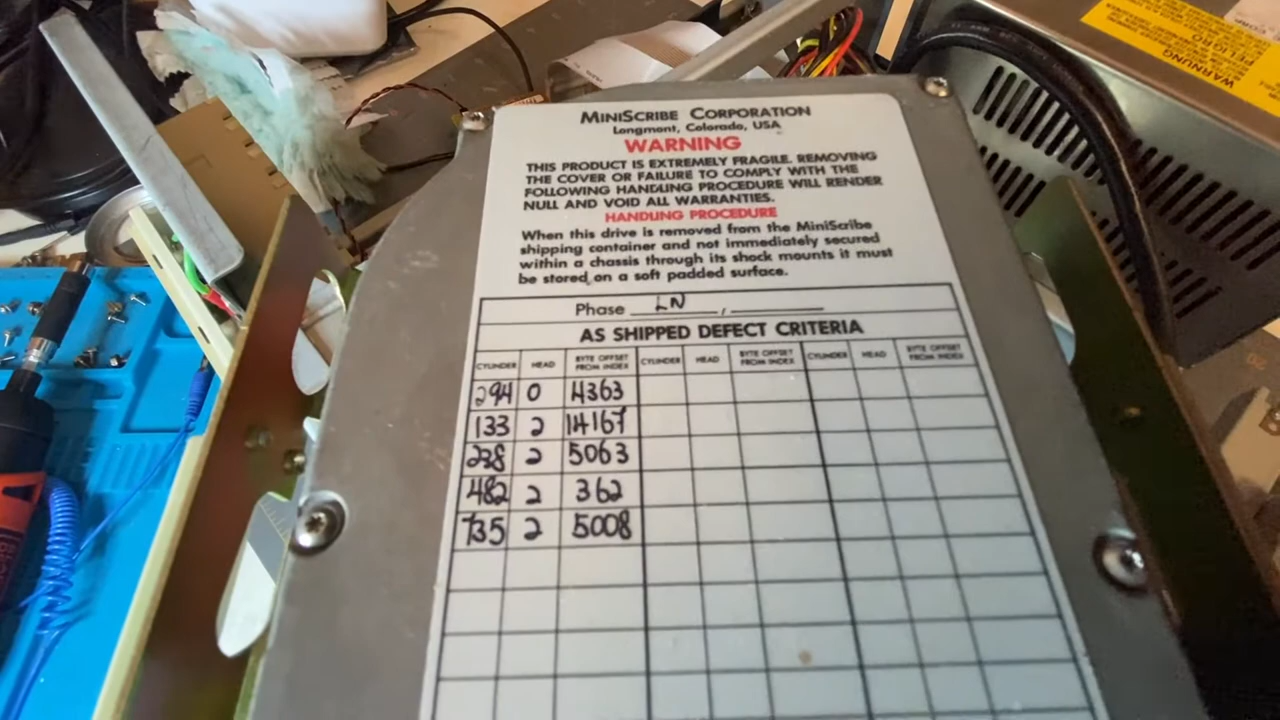 MINISCRIBE CORPORATION
Longmont, Colorado, USA
WARNING
THIS PRODUCT IS EXTREMELY FRAGILE. REMOVING
THE COVER OR FAILURE TO COMPLY WITH THE
FOLLOWING HANDLING PROCEDURE WILL RENDER
NULL AND VOID ALL WARRANTIES.
HANDLING PROCEDURE
When this drive is removed from the MiniScribe
shipping container and not immediately secured
within a chassis through its shock mounts it must
be stored on a soft padded surface.
Phase LN ,
AS SHIPPED DEFECT CRITERIA
CYLINDER HEAD BYTE OFFSET FROM INDEX CYLINDER HEAD BYTE OFFSET FROM INDEX CYLINDER HEAD BYTE OFFSET FROM INDEX
294 0 4363
133 2 14167
238 2 5063
482 2 362
735 2 5008
WARNUNG